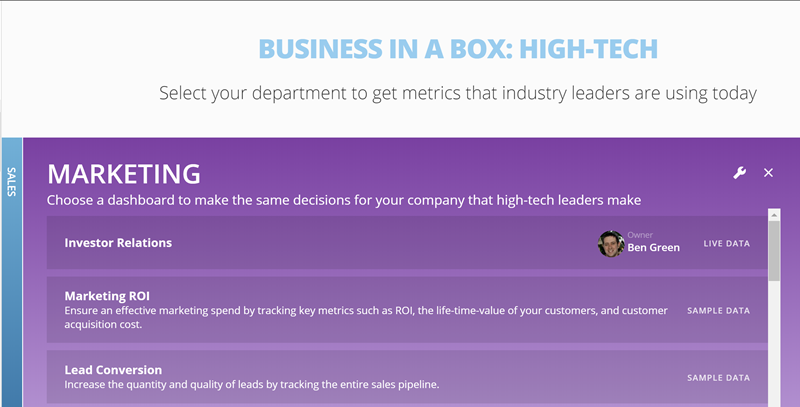 BUSINESS IN A BOX: HIGH-TECH
Select your department to get metrics that industry leaders are using today
SALES
MARKETING
Choose a dashboard to make the same decisions for your company that high-tech leaders make
Investor Relations
Owner
Ben Green
LIVE DATA
Marketing ROI
Ensure an effective marketing spend by tracking key metrics such as ROI, the life-time-value of your customers, and customer
acquisition cost.
SAMPLE DATA
Lead Conversion
Increase the quantity and quality of leads by tracking the entire sales pipeline.
SAMPLE DATA